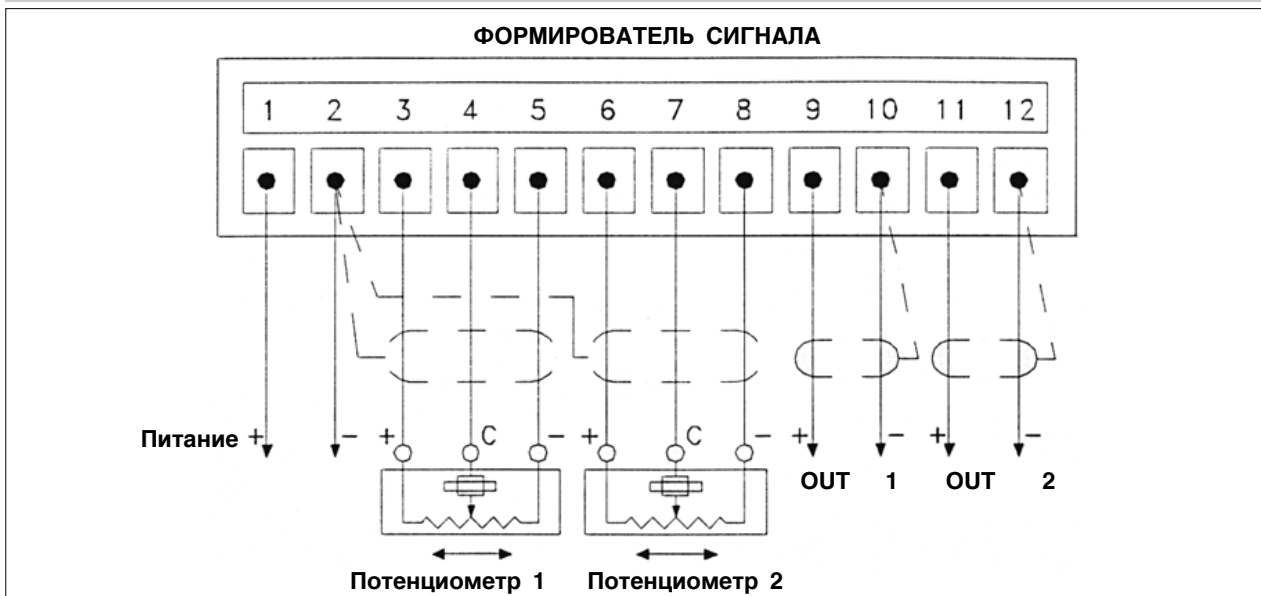 ФОРМИРОВАТЕЛЬ СИГНАЛА
1 2 3 4 5 6 7 8 9 10 11 12
Питание + − + C − + C − + − + −
OUT 1 OUT 2
Потенциометр 1 Потенциометр 2